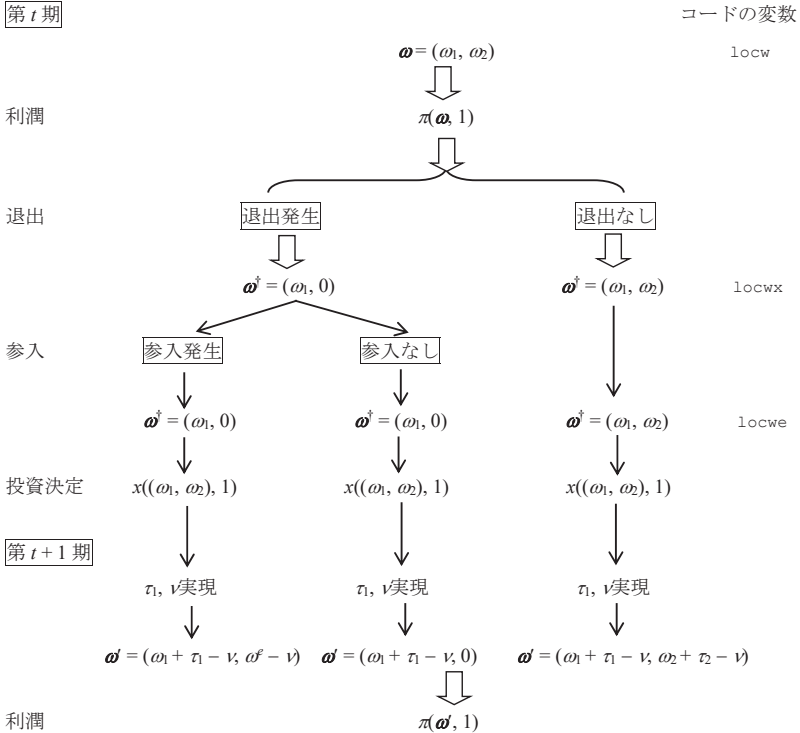 第 t 期 コードの変数
𝝎 = (ω₁, ω₂) locw
利潤 π(𝝎, 1)
退出 退出発生 退出なし
𝝎† = (ω₁, 0) 𝝎† = (ω₁, ω₂) locwx
参入 参入発生 参入なし
𝝎† = (ω₁, 0) 𝝎† = (ω₁, 0) 𝝎† = (ω₁, ω₂) locwe
投資決定 x((ω₁, ω₂), 1) x((ω₁, ω₂), 1) x((ω₁, ω₂), 1)
第 t + 1 期
τ₁, ν実現 τ₁, ν実現 τ₁, ν実現
𝝎′ = (ω₁ + τ₁ − ν, ωᵉ − ν) 𝝎′ = (ω₁ + τ₁ − ν, 0) 𝝎′ = (ω₁ + τ₁ − ν, ω₂ + τ₂ − ν)
利潤 π(𝝎′, 1)